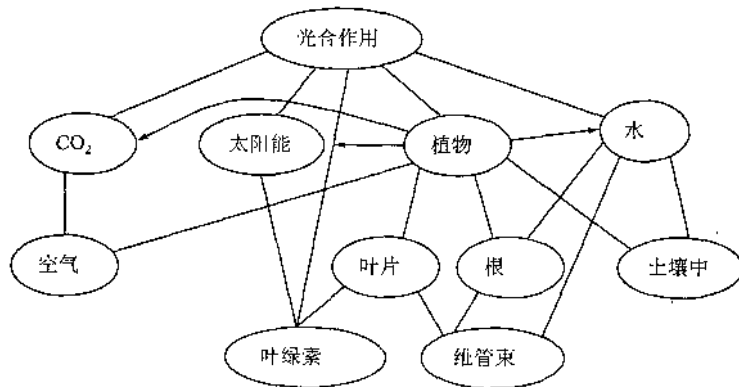 光合作用
CO₂
太阳能
植物
水
空气
叶片
根
土壤中
叶绿素
维管束